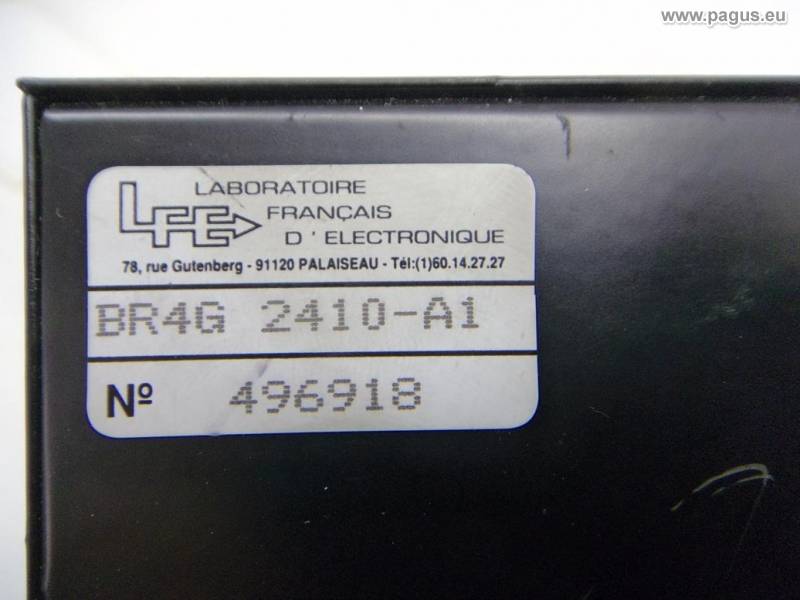 www.pagus.eu
LFE
LABORATOIRE
FRANÇAIS
D'ELECTRONIQUE
78, rue Gutenberg - 91120 PALAISEAU - Tél:(1)60.14.27.27
BR4G 2410-A1
Nº 496918